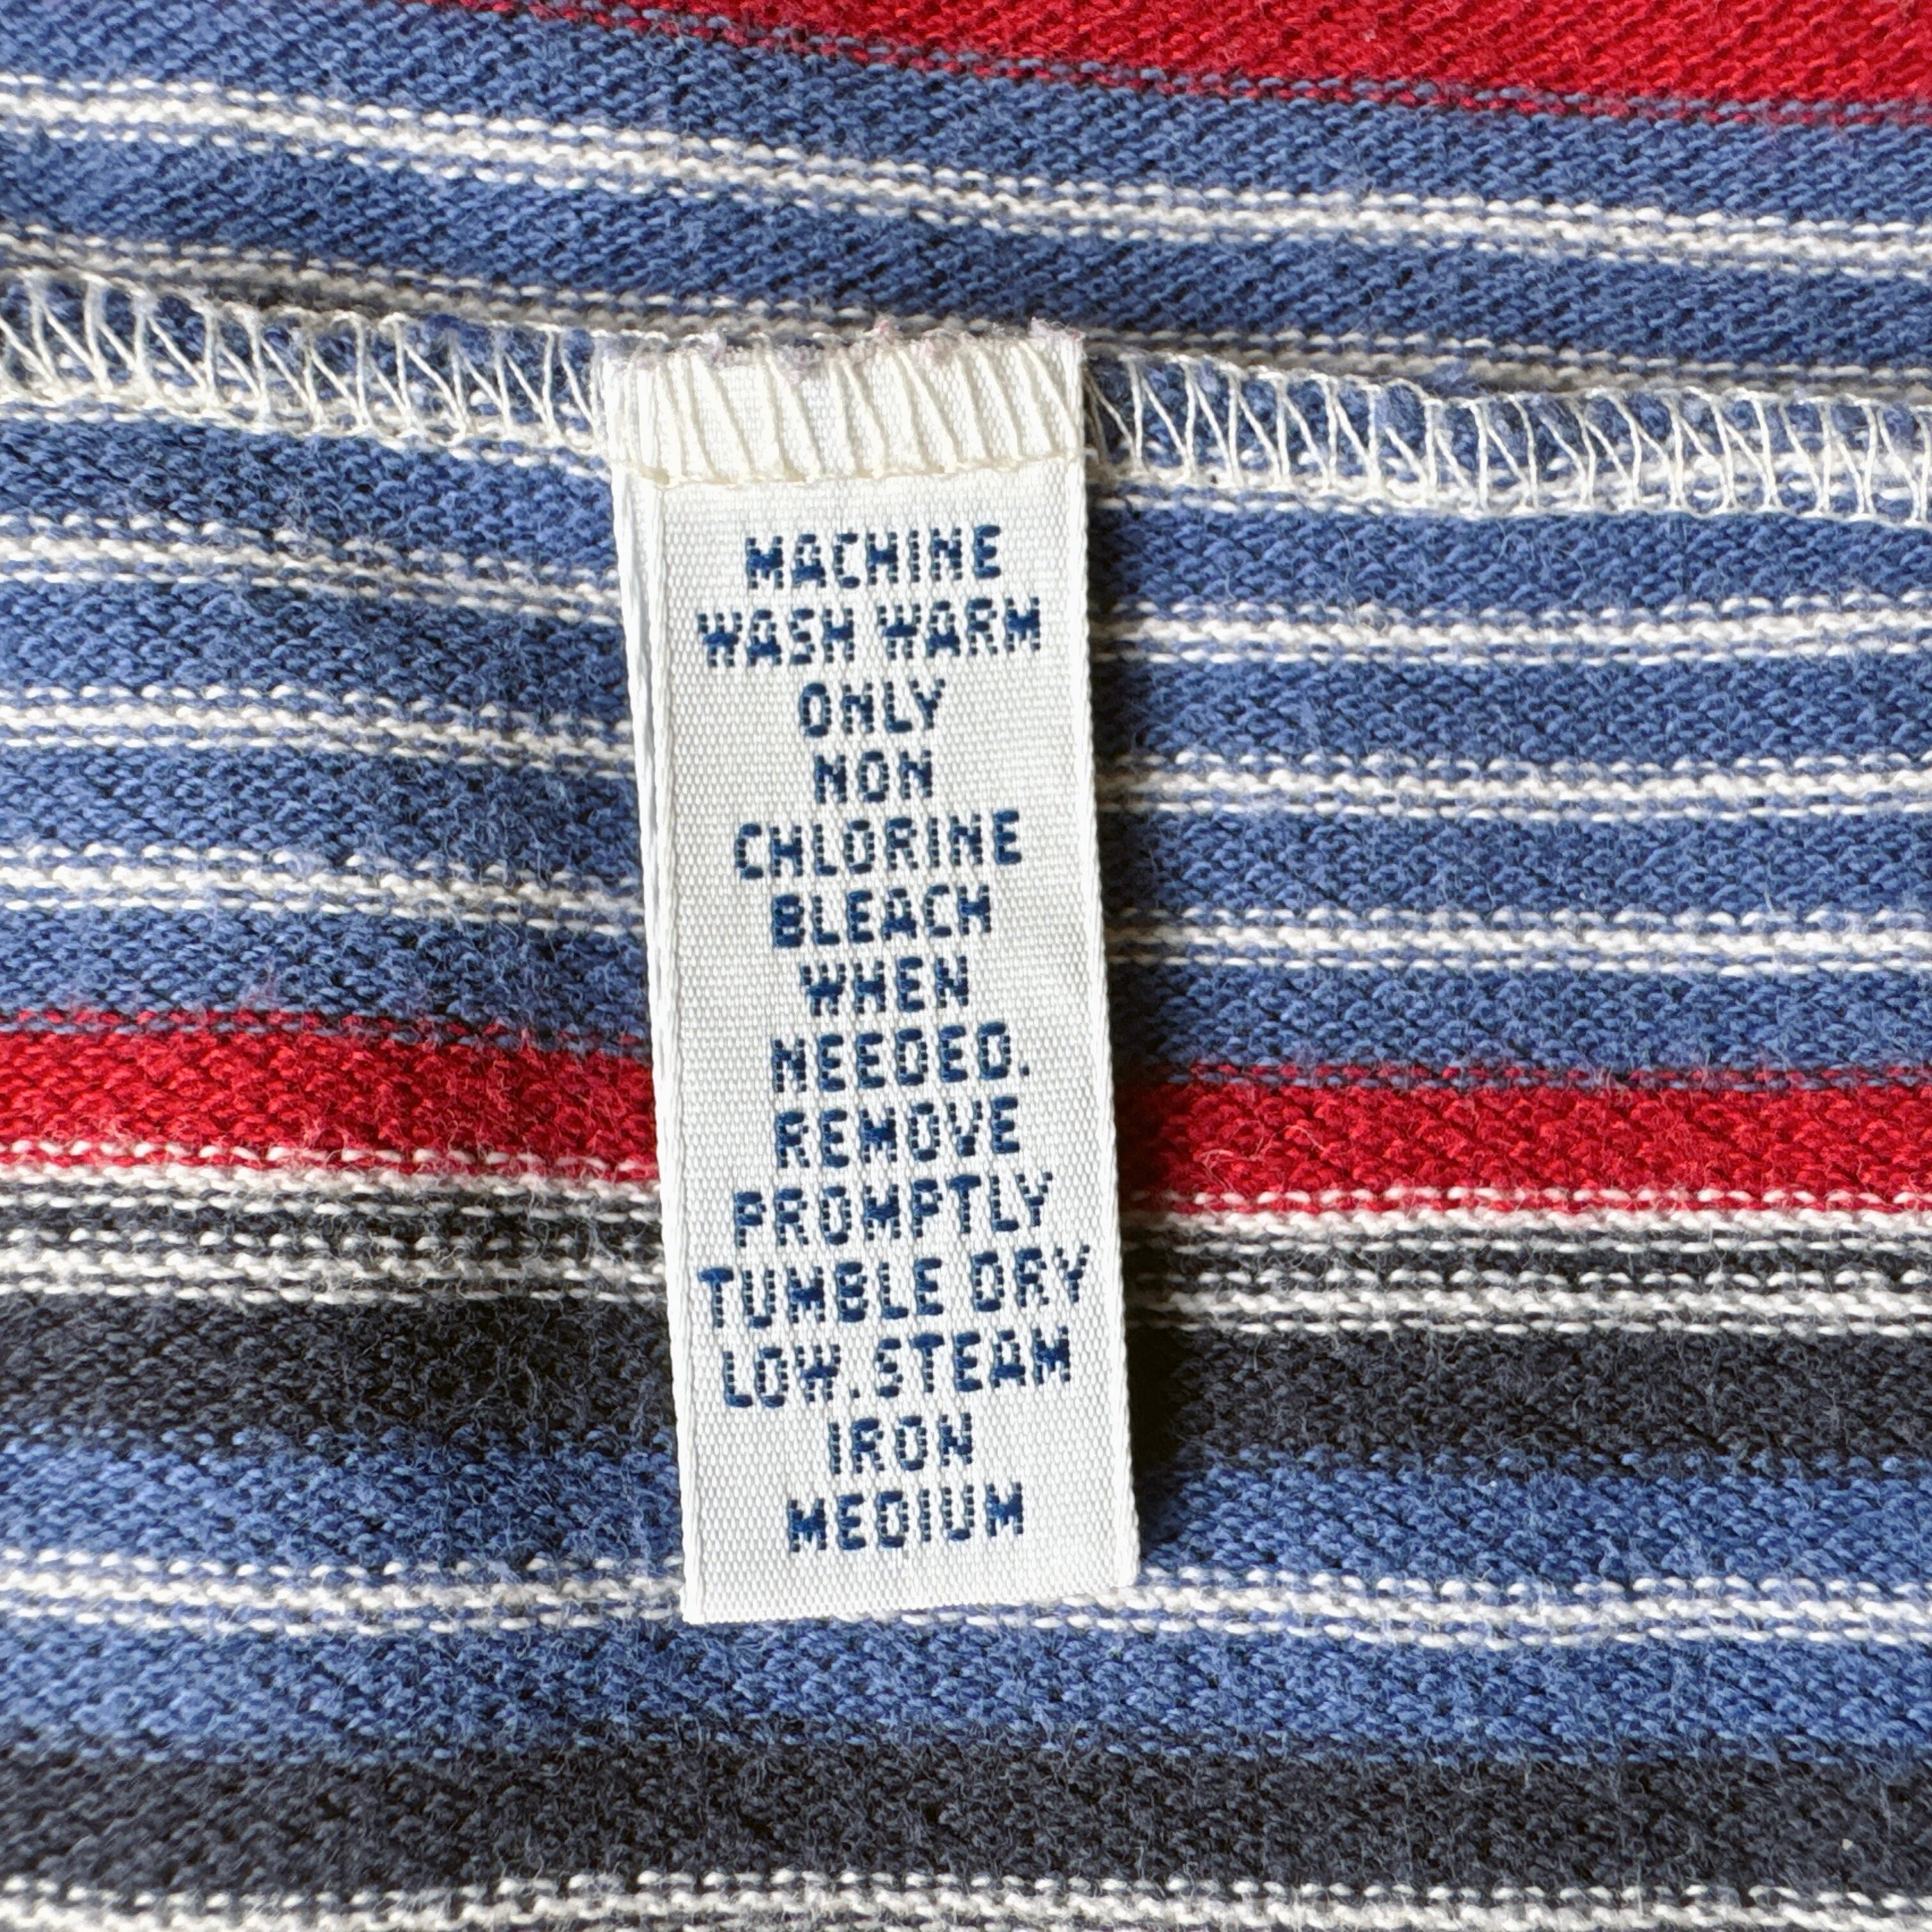 MACHINE
WASH WARM
ONLY
NON
CHLORINE
BLEACH
WHEN
NEEDED.
REMOVE
PROMPTLY
TUMBLE DRY
LOW.STEAM
IRON
MEDIUM